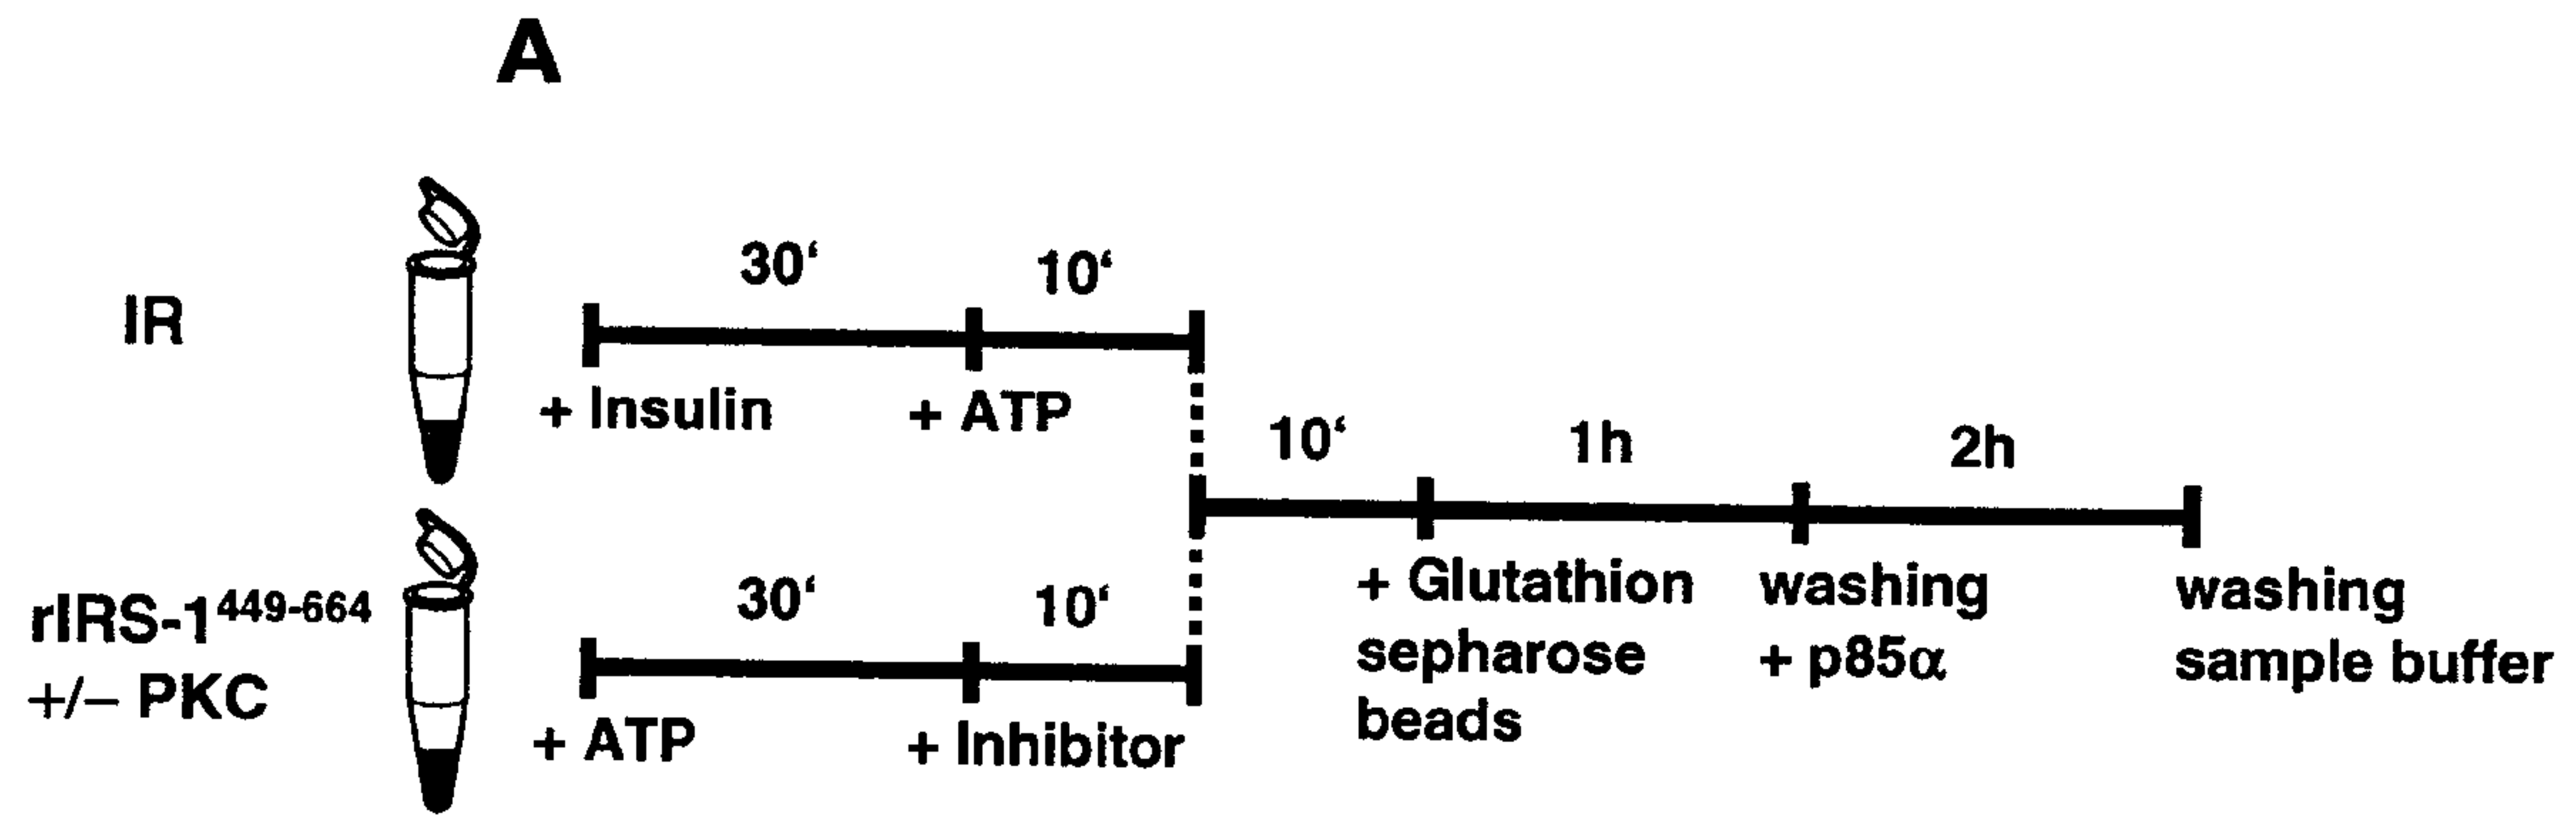 A
IR
30‘
10‘
+ Insulin
+ ATP
rIRS-1449-664
+/– PKC
30‘
10‘
+ ATP
+ Inhibitor
10‘
1h
2h
+ Glutathion
sepharose
beads
washing
+ p85α
washing
sample buffer